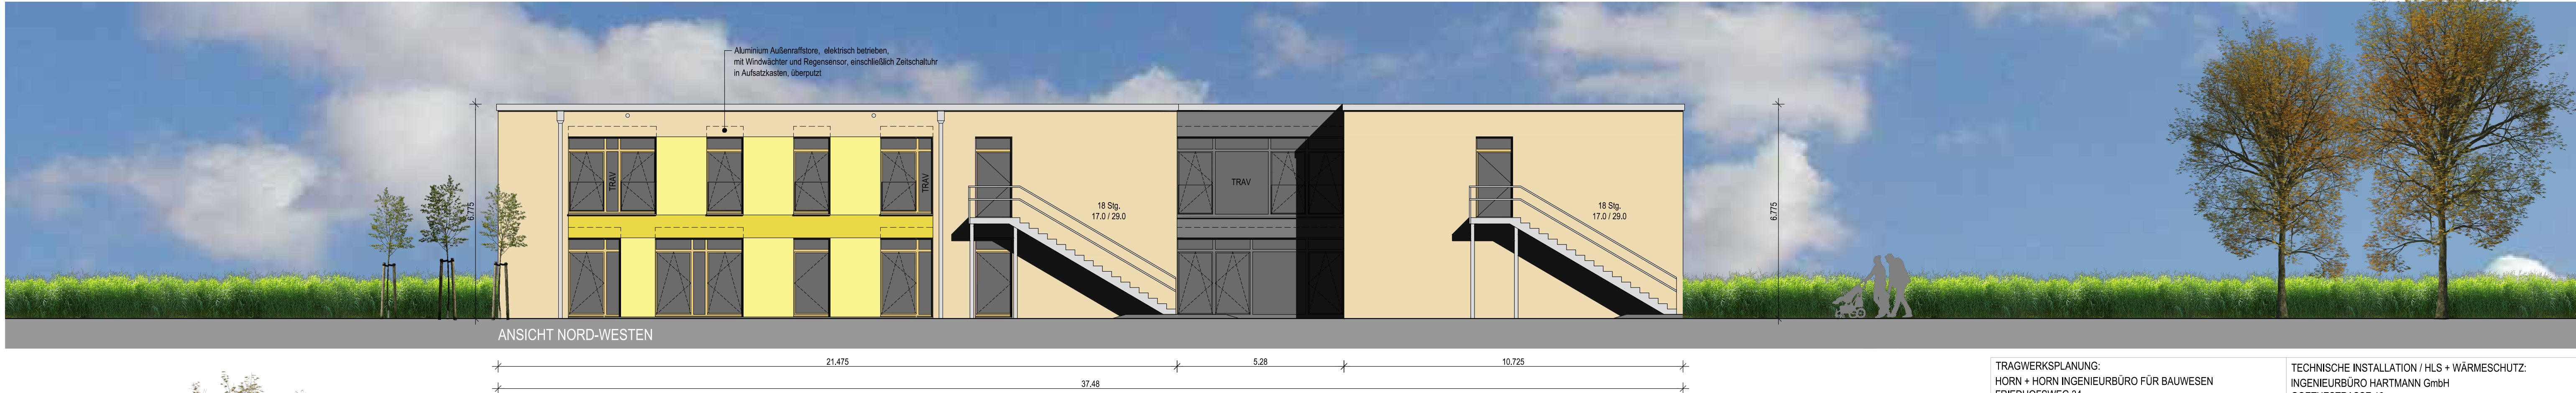 Aluminium Außenraffstore, elektrisch betrieben,
mit Windwächter und Regensensor, einschließlich Zeitschaltuhr
in Aufsatzkasten, überputzt
6,775
TRAV
TRAV
18 Stg.
17.0 / 29.0
TRAV
18 Stg.
17.0 / 29.0
6,775
ANSICHT NORD-WESTEN
21,475
5,28
10,725
37,48
TRAGWERKSPLANUNG:
HORN + HORN INGENIEURBÜRO FÜR BAUWESEN
TECHNISCHE INSTALLATION / HLS + WÄRMESCHUTZ:
INGENIEURBÜRO HARTMANN GmbH